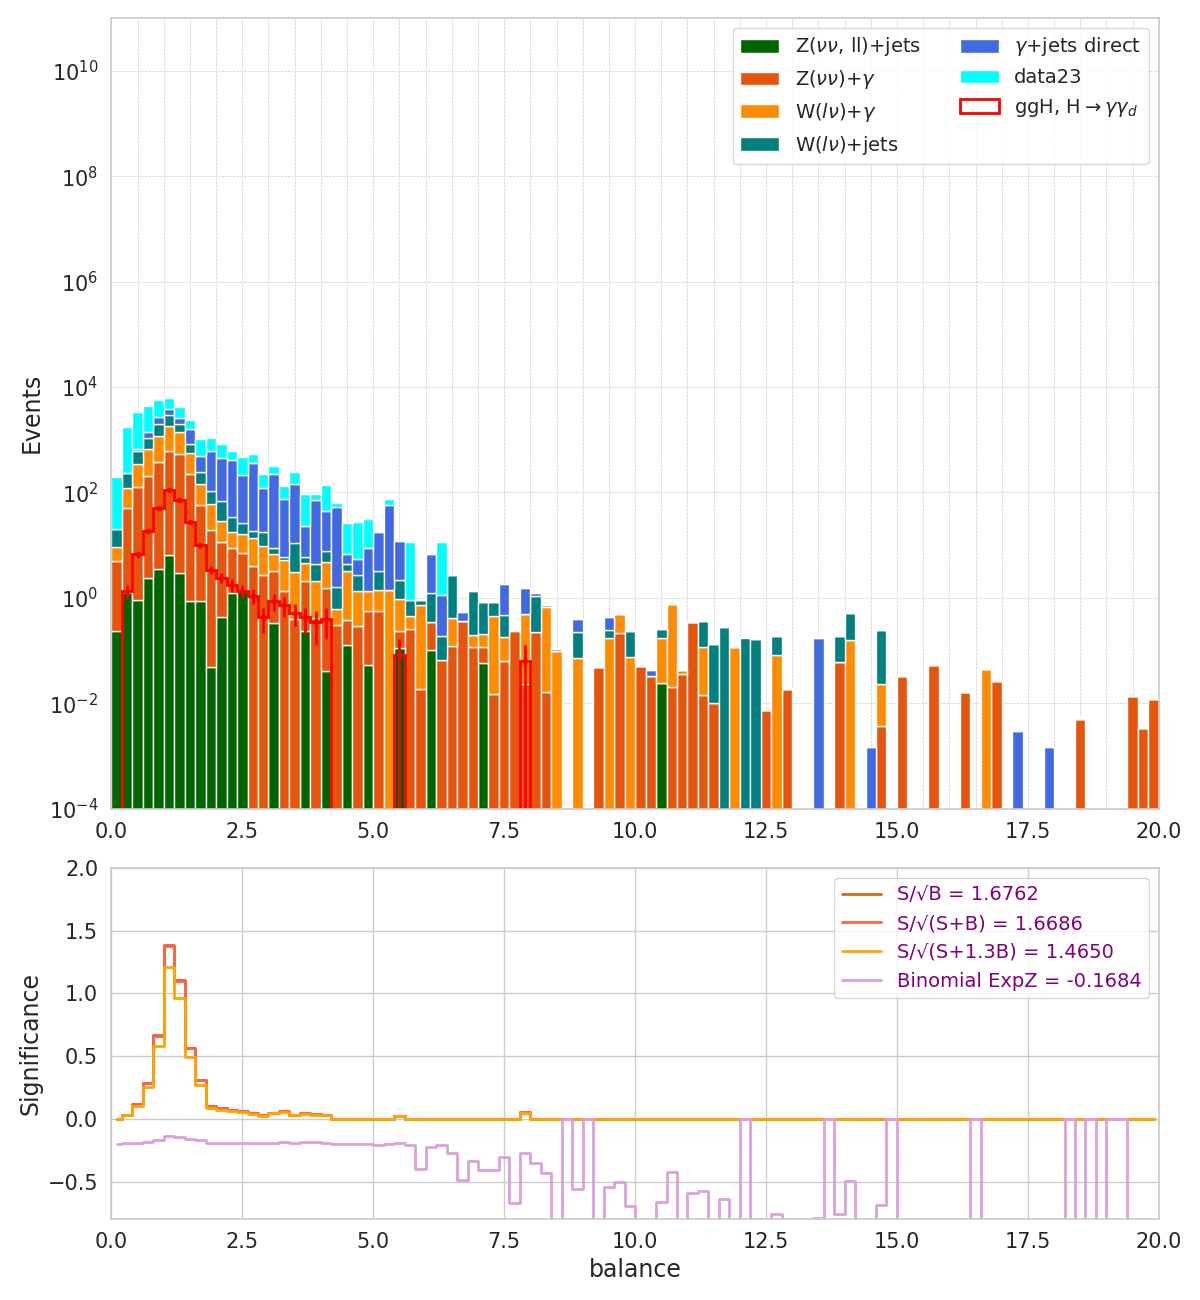 Z(νν, ll)+jets
Z(νν)+γ
W(lν)+γ
W(lν)+jets
γ+jets direct
data23
ggH, H→γγ_d
Events
10^10
10^8
10^6
10^4
10^2
10^0
10^−2
10^−4
0.0 2.5 5.0 7.5 10.0 12.5 15.0 17.5 20.0
S/√B = 1.6762
S/√(S+B) = 1.6686
S/√(S+1.3B) = 1.4650
Binomial ExpZ = -0.1684
Significance
2.0
1.5
1.0
0.5
0.0
−0.5
0.0 2.5 5.0 7.5 10.0 12.5 15.0 17.5 20.0
balance